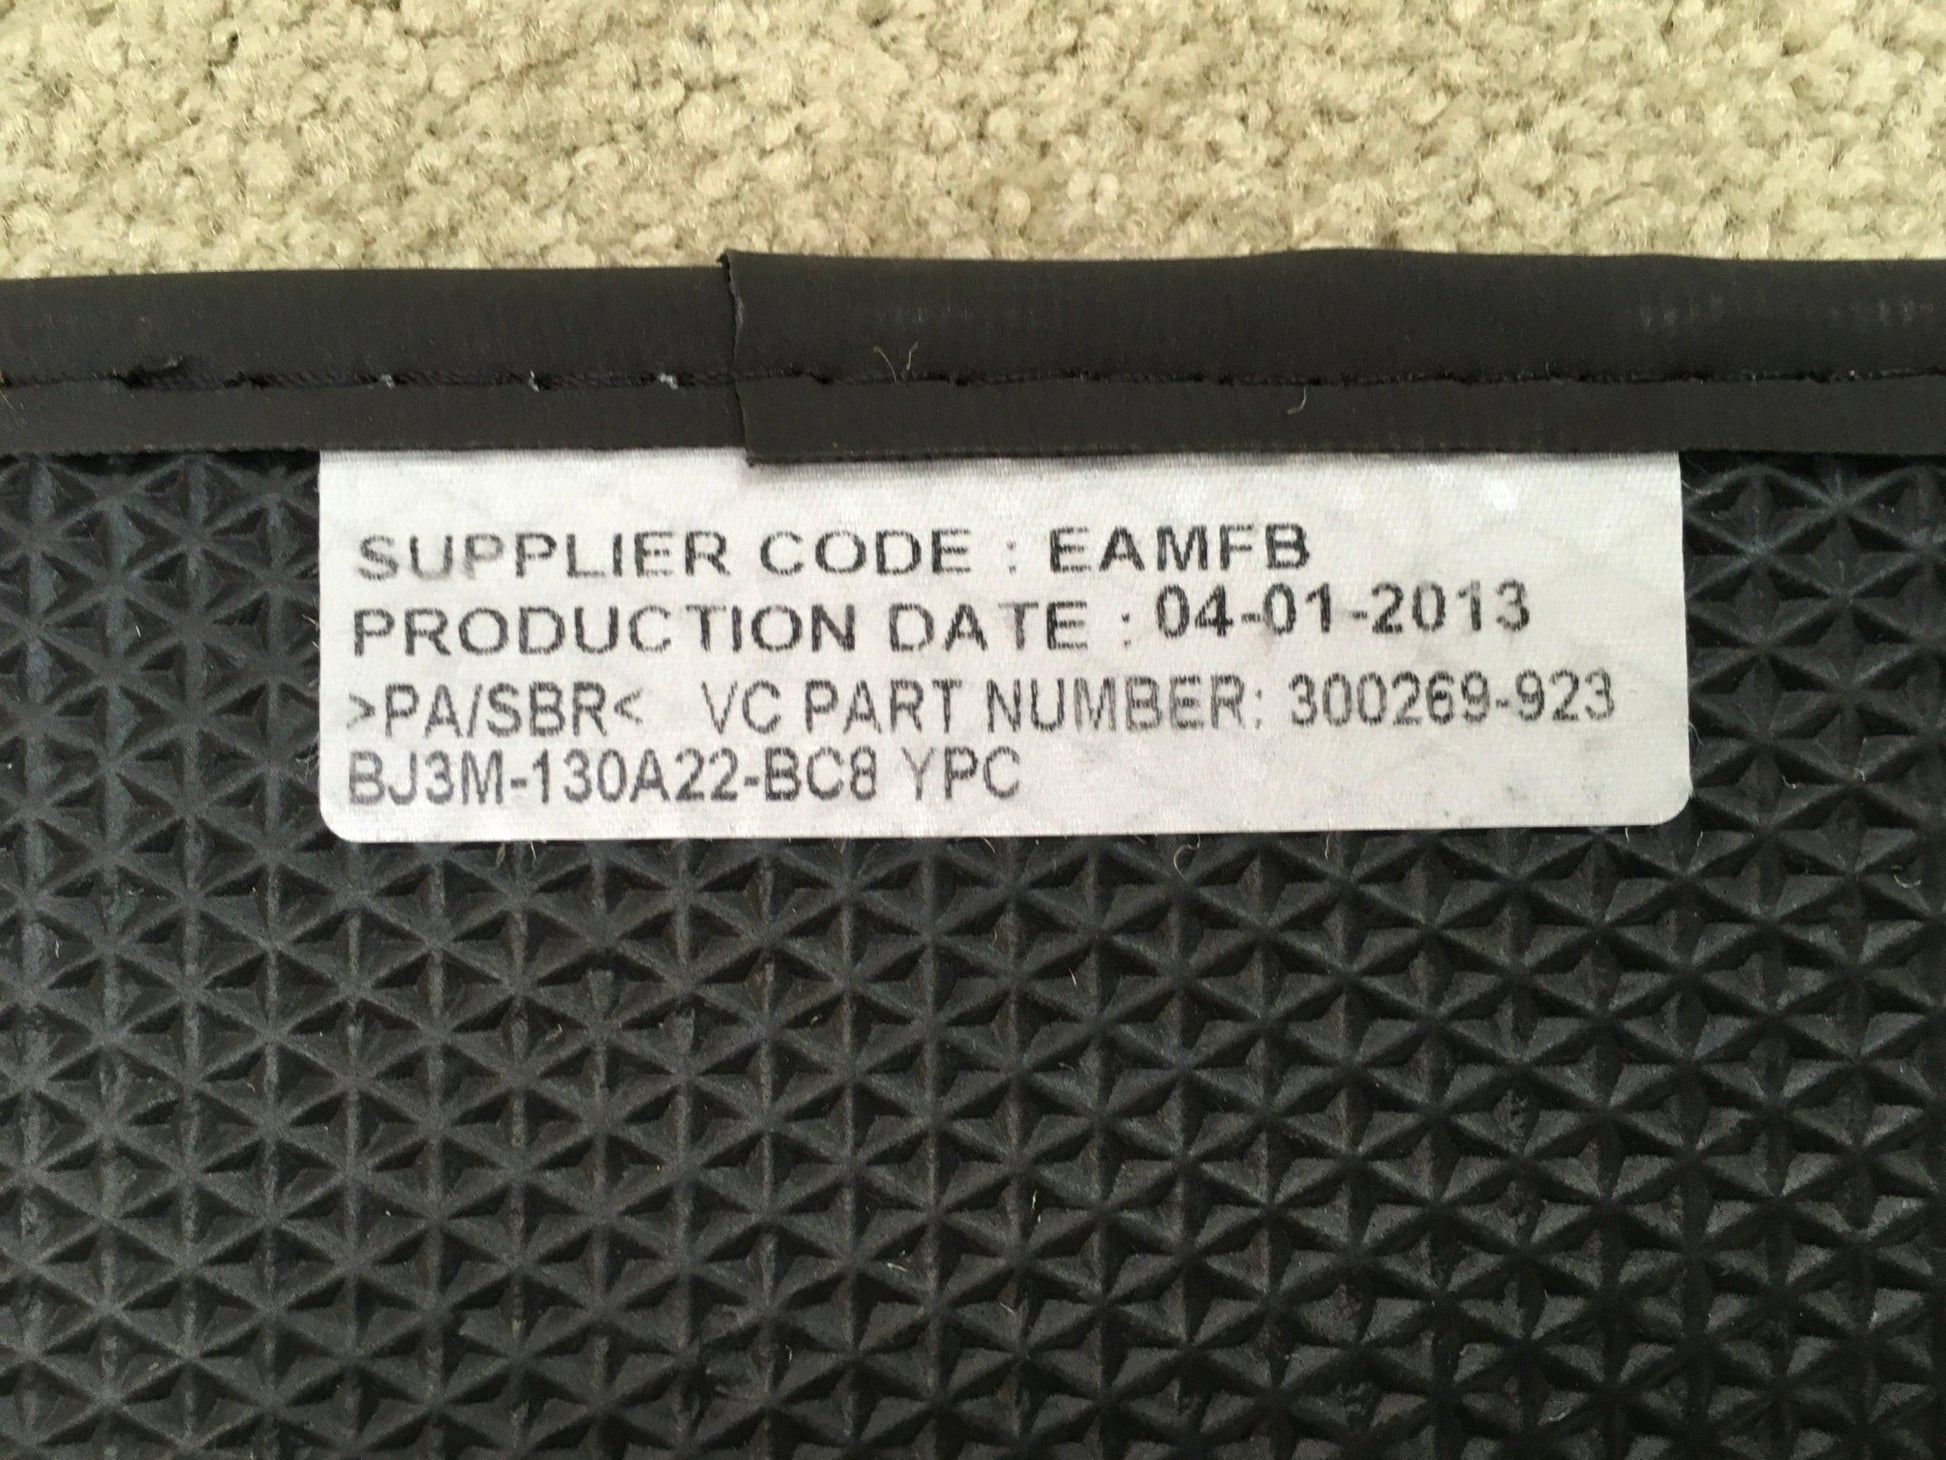 SUPPLIER CODE : EAMFB
PRODUCTION DATE : 04-01-2013
>PA/SBR< VC PART NUMBER: 300269-923
BJ3M-130A22-BC8 YPC